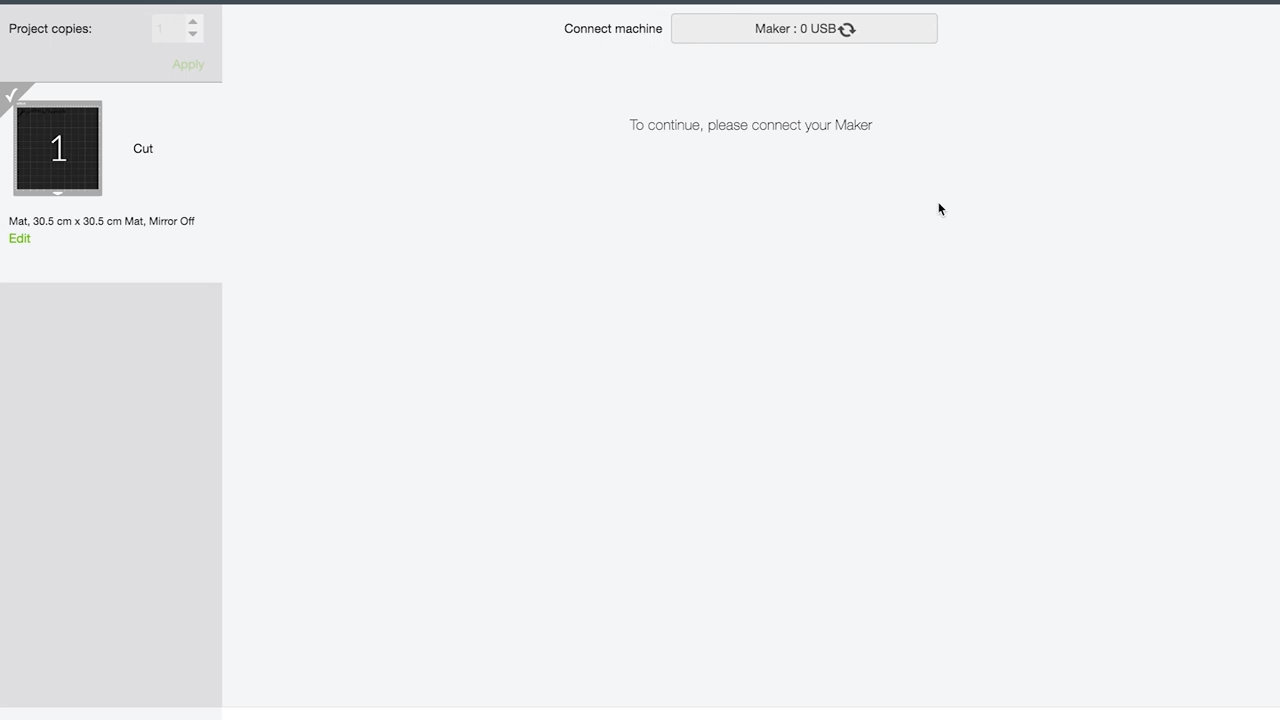 Project copies:
1
Apply
Connect machine
Maker : 0 USB
To continue, please connect your Maker
1
Cut
Mat, 30.5 cm x 30.5 cm Mat, Mirror Off
Edit